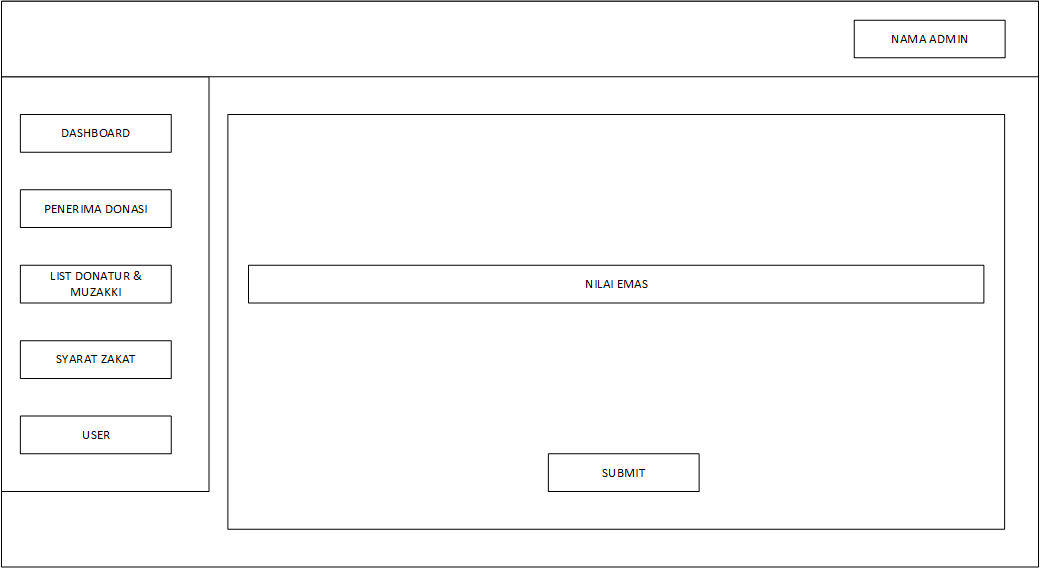 NAMA ADMIN
DASHBOARD
PENERIMA DONASI
LIST DONATUR &
MUZAKKI
SYARAT ZAKAT
USER
NILAI EMAS
SUBMIT